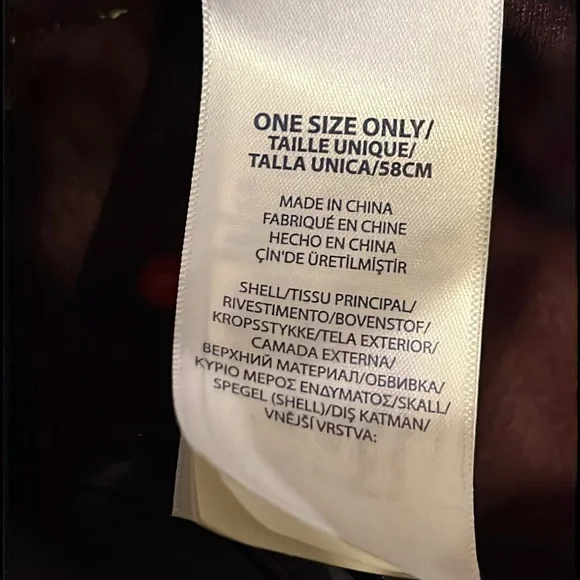 ONE SIZE ONLY/
TAILLE UNIQUE/
TALLA UNICA/58CM
MADE IN CHINA
FABRIQUÉ EN CHINE
HECHO EN CHINA
ÇİN'DE ÜRETİLMİŞTİR
SHELL/TISSU PRINCIPAL/
RIVESTIMENTO/BOVENSTOF/
KROPSSTYKKE/TELA EXTERIOR/
CAMADA EXTERNA/
ВЕРХНИЙ МАТЕРИАЛ/ОБВИВКА/
ΚΥΡΙΟ ΜΕΡΟΣ ΕΝΔΥΜΑΤΟΣ/SKALL/
SPEGEL (SHELL)/DIŞ KATMAN/
VNĚJŠÍ VRSTVA: